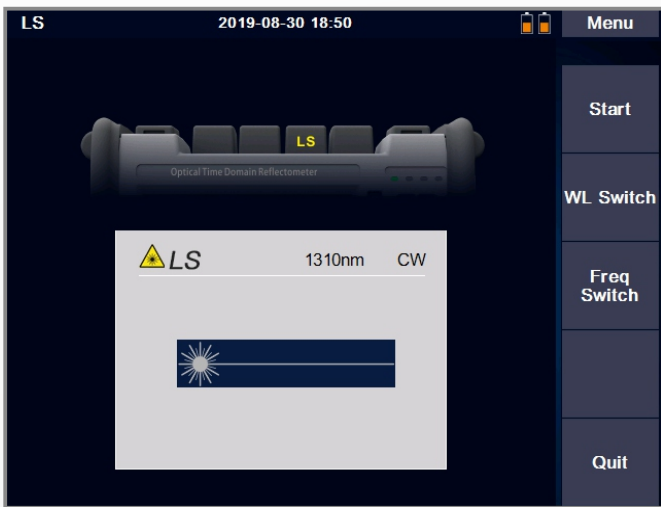 LS
2019-08-30 18:50
Menu
Start
LS
Optical Time Domain Reflectometer
WL Switch
LS
1310nm
CW
Freq
Switch
Quit